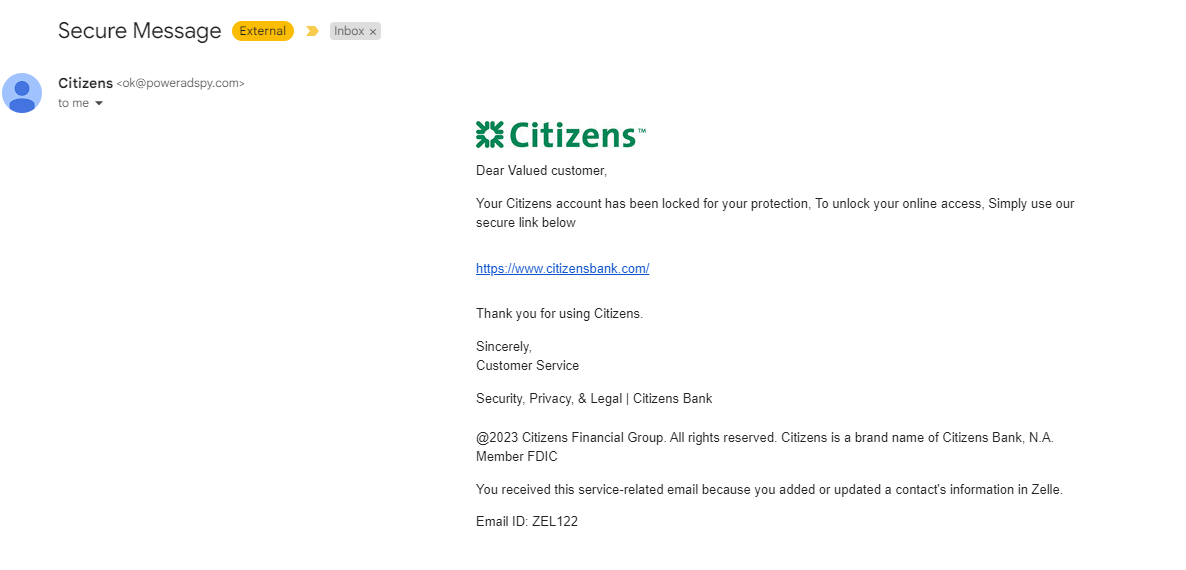 Secure Message External Inbox ×
Citizens <ok@poweradspy.com>
to me
Citizens™
Dear Valued customer,
Your Citizens account has been locked for your protection, To unlock your online access, Simply use our
secure link below
https://www.citizensbank.com/
Thank you for using Citizens.
Sincerely,
Customer Service
Security, Privacy, & Legal | Citizens Bank
@2023 Citizens Financial Group. All rights reserved. Citizens is a brand name of Citizens Bank, N.A.
Member FDIC
You received this service-related email because you added or updated a contact's information in Zelle.
Email ID: ZEL122